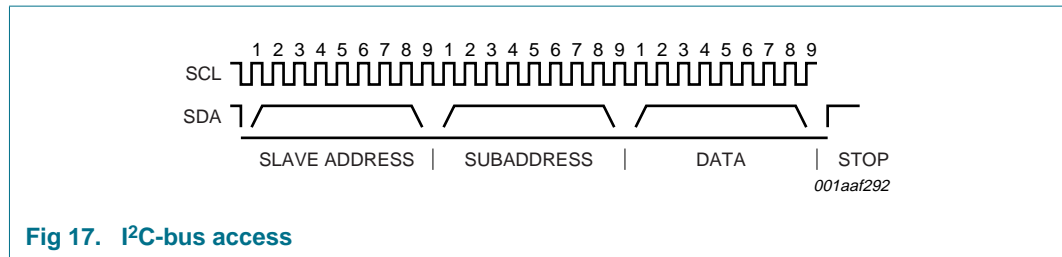 1 2 3 4 5 6 7 8 9 1 2 3 4 5 6 7 8 9 1 2 3 4 5 6 7 8 9
SCL
SDA
SLAVE ADDRESS | SUBADDRESS | DATA | STOP
001aaf292
Fig 17. I²C-bus access